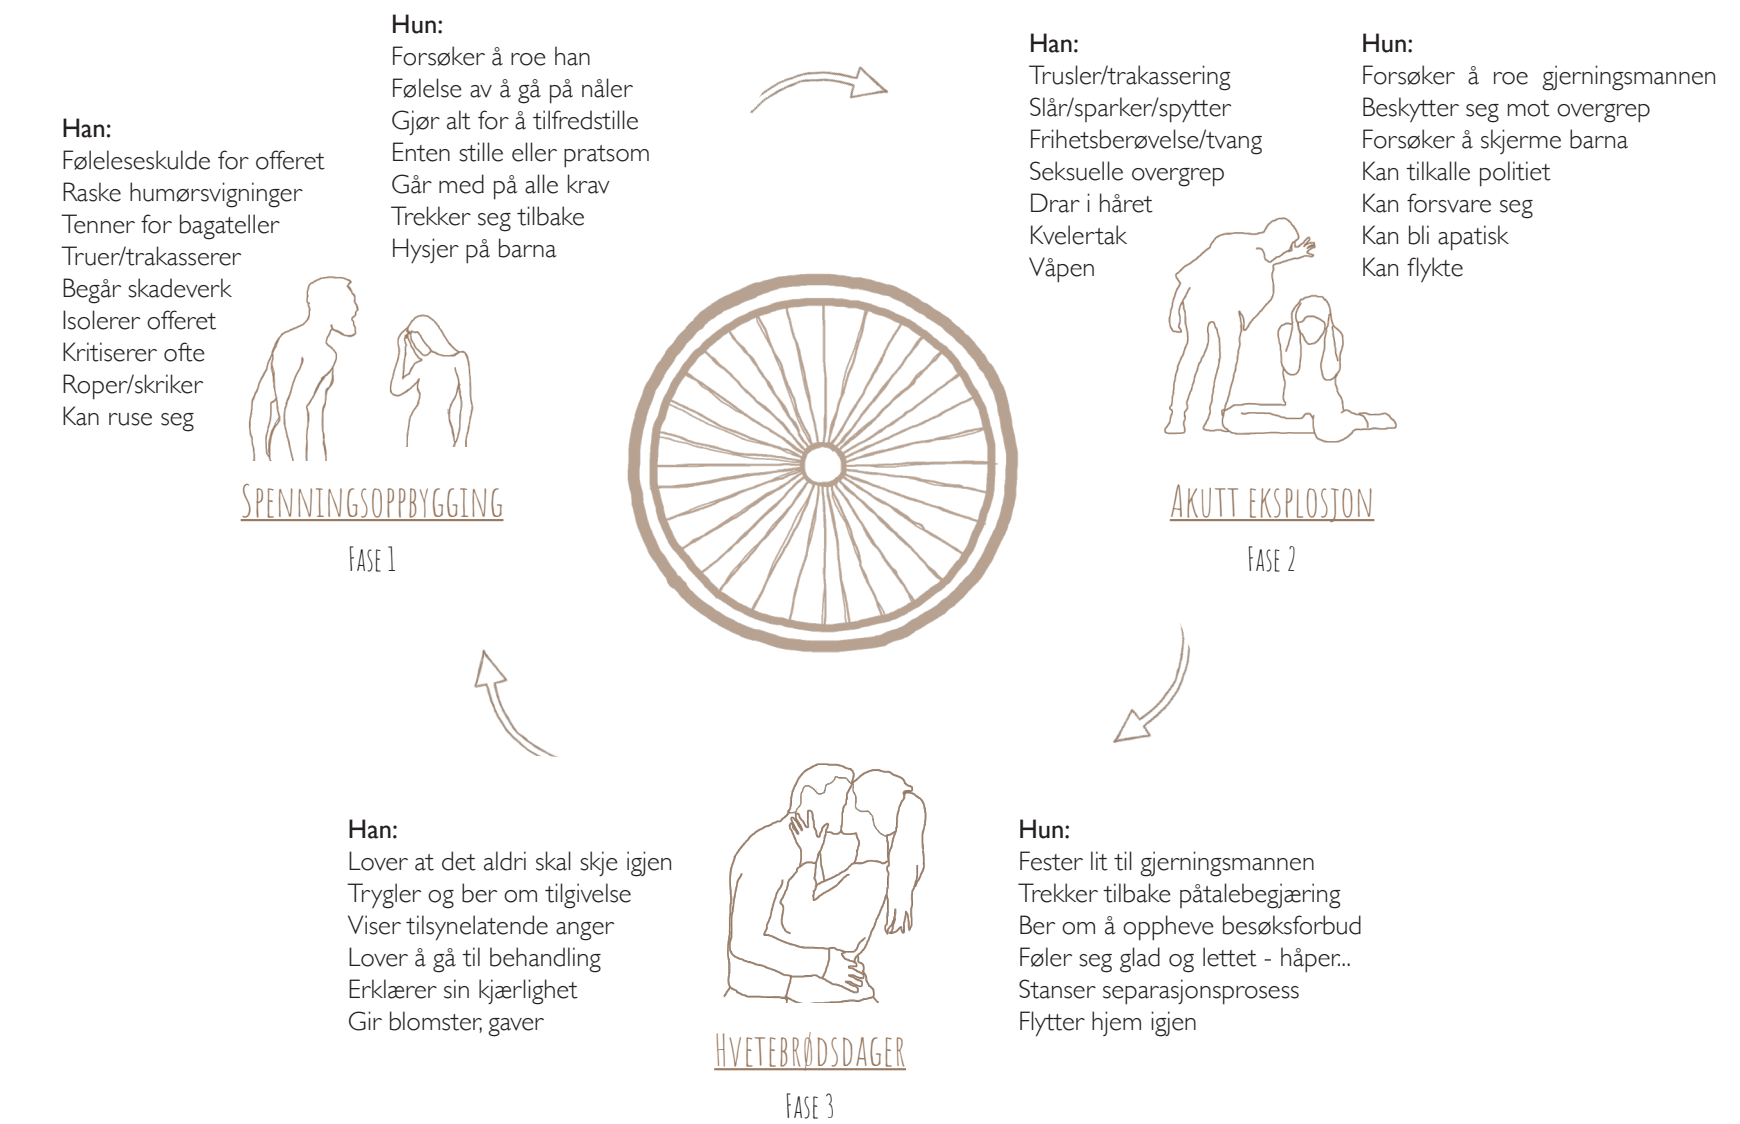 Han:
Føleleseskulde for offeret
Raske humørsvigninger
Tenner for bagateller
Truer/trakasserer
Begår skadeverk
Isolerer offeret
Kritiserer ofte
Roper/skriker
Kan ruse seg
Hun:
Forsøker å roe han
Følelse av å gå på nåler
Gjør alt for å tilfredstille
Enten stille eller pratsom
Går med på alle krav
Trekker seg tilbake
Hysjer på barna
Spenningsoppbygging
Fase 1
Han:
Trusler/trakassering
Slår/sparker/spytter
Frihetsberøvelse/tvang
Seksuelle overgrep
Drar i håret
Kvelertak
Våpen
Hun:
Forsøker å roe gjerningsmannen
Beskytter seg mot overgrep
Forsøker å skjerme barna
Kan tilkalle politiet
Kan forsvare seg
Kan bli apatisk
Kan flykte
Akutt eksplosjon
Fase 2
Han:
Lover at det aldri skal skje igjen
Trygler og ber om tilgivelse
Viser tilsynelatende anger
Lover å gå til behandling
Erklærer sin kjærlighet
Gir blomster, gaver
Hun:
Fester lit til gjerningsmannen
Trekker tilbake påtalebegjæring
Ber om å oppheve besøksforbud
Føler seg glad og lettet - håper...
Stanser separasjonsprosess
Flytter hjem igjen
Hvetebrødsdager
Fase 3